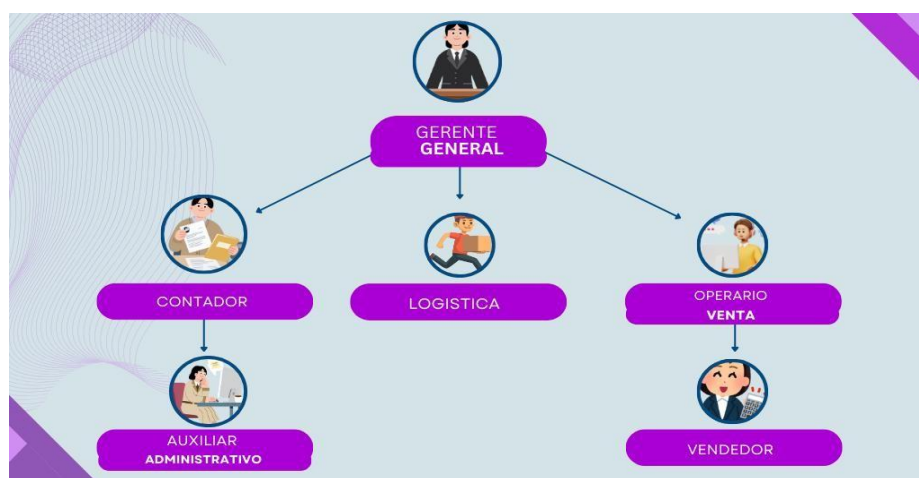 GERENTE
GENERAL
CONTADOR
LOGISTICA
OPERARIO
VENTA
AUXILIAR
ADMINISTRATIVO
VENDEDOR